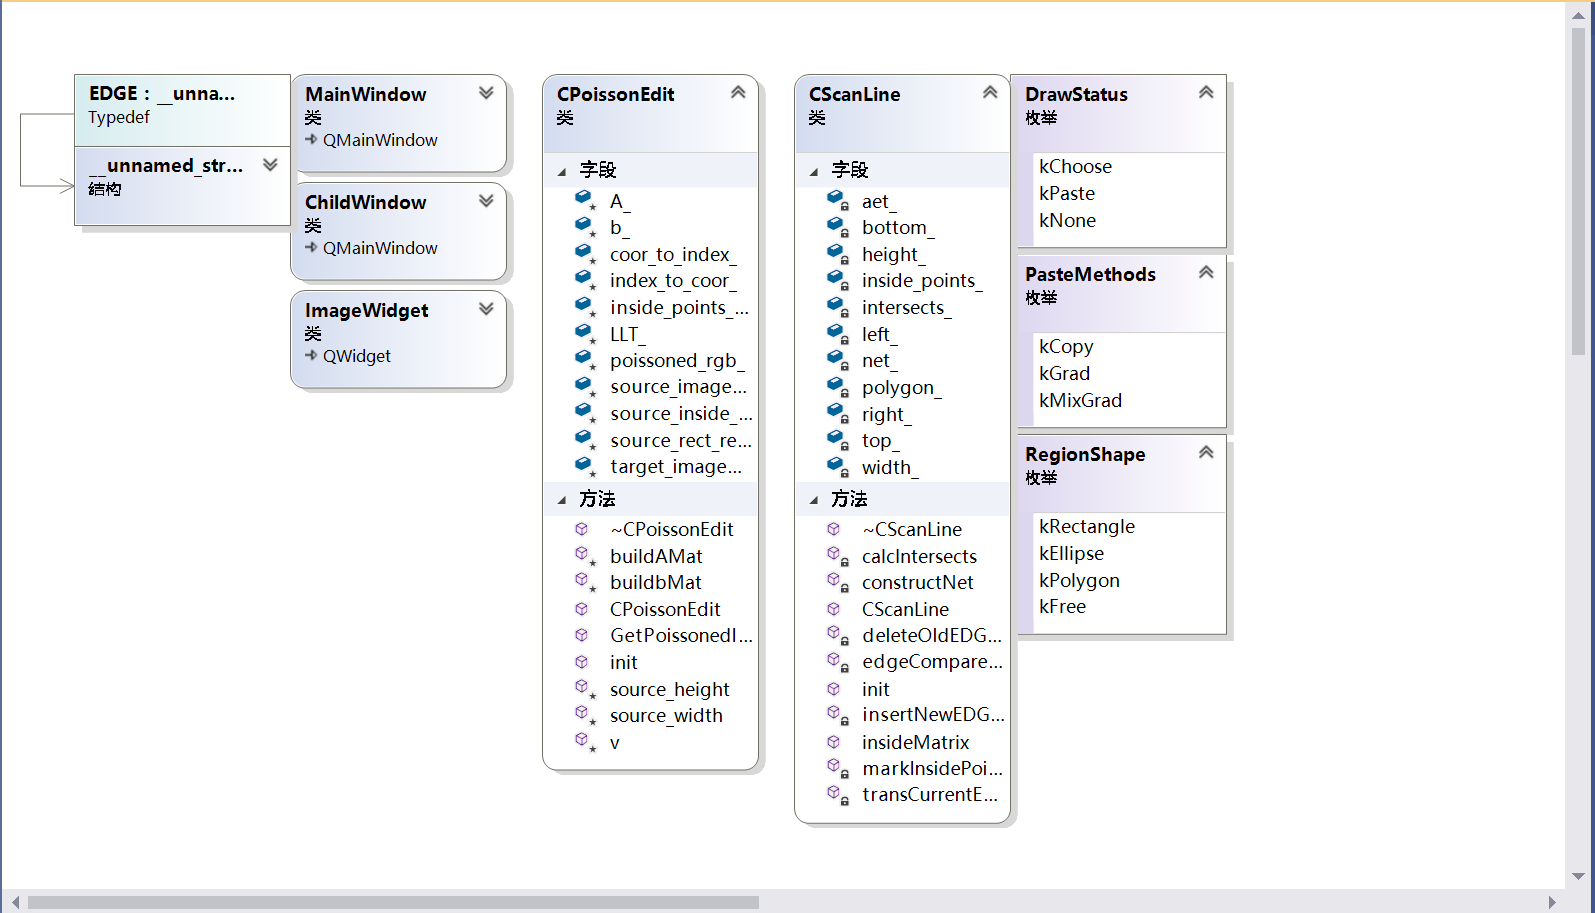 EDGE：__unna...
Typedef
__unnamed_str...
结构
MainWindow
类
QMainWindow
ChildWindow
类
QMainWindow
ImageWidget
类
QWidget
CPoissonEdit
类
字段
A_
b_
coor_to_index_
index_to_coor_
inside_points_...
LLT_
poissoned_rgb_
source_image...
source_inside_...
source_rect_re...
target_image...
方法
~CPoissonEdit
buildAMat
buildbMat
CPoissonEdit
GetPoissonedI...
init
source_height
source_width
v
CScanLine
类
字段
aet_
bottom_
height_
inside_points_
intersects_
left_
net_
polygon_
right_
top_
width_
方法
~CScanLine
calcIntersects
constructNet
CScanLine
deleteOldEDG...
edgeCompare...
init
insertNewEDG...
insideMatrix
markInsidePoi...
transCurrentE...
DrawStatus
枚举
kChoose
kPaste
kNone
PasteMethods
枚举
kCopy
kGrad
kMixGrad
RegionShape
枚举
kRectangle
kEllipse
kPolygon
kFree